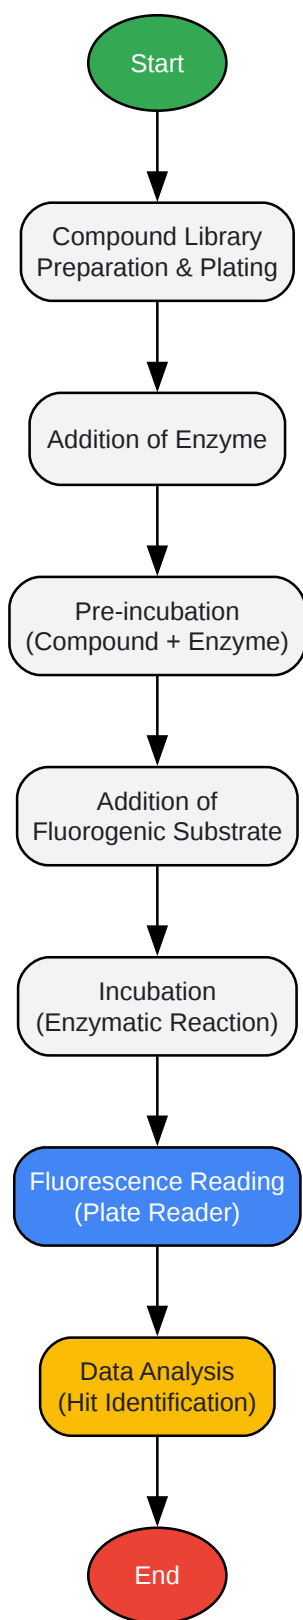 Start
Compound Library
Preparation & Plating
Addition of Enzyme
Pre-incubation
(Compound + Enzyme)
Addition of
Fluorogenic Substrate
Incubation
(Enzymatic Reaction)
Fluorescence Reading
(Plate Reader)
Data Analysis
(Hit Identification)
End